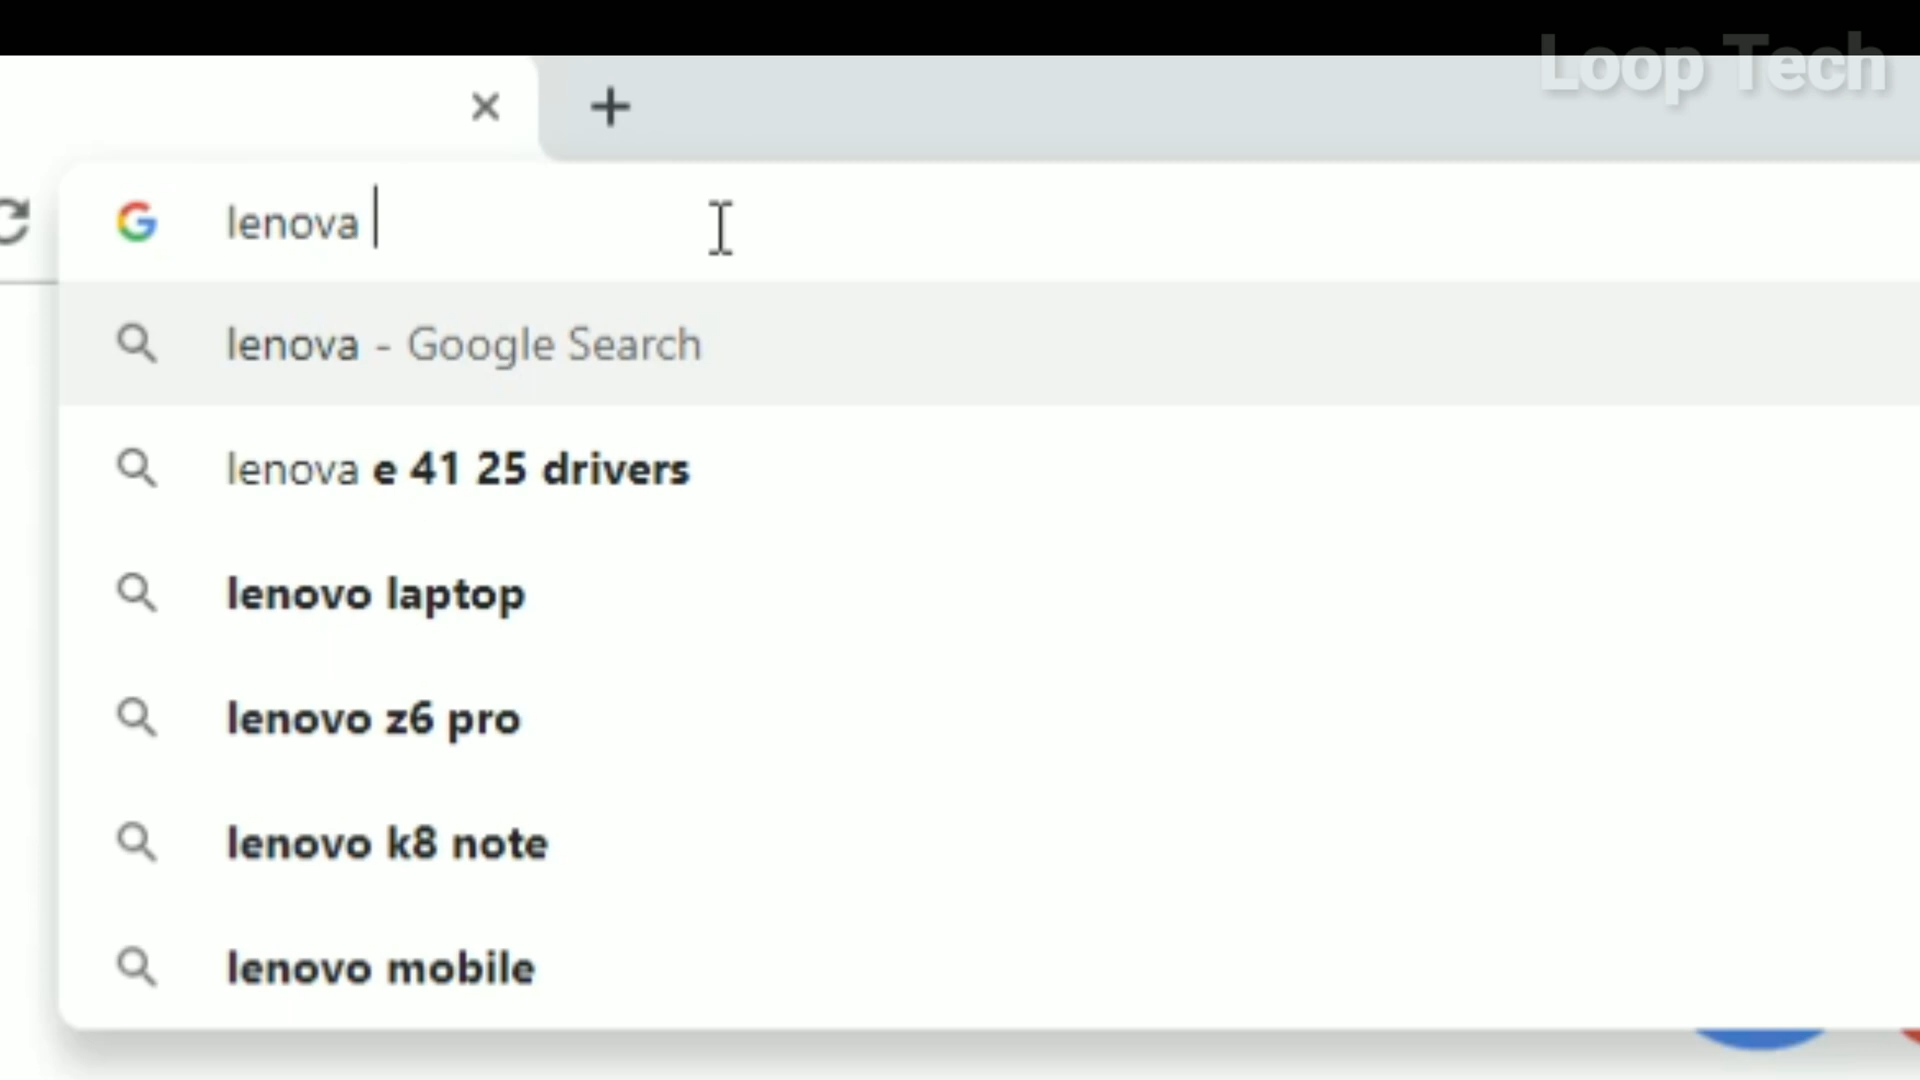 Loop Tech
lenova
lenova - Google Search
lenova e 41 25 drivers
lenovo laptop
lenovo z6 pro
lenovo k8 note
lenovo mobile